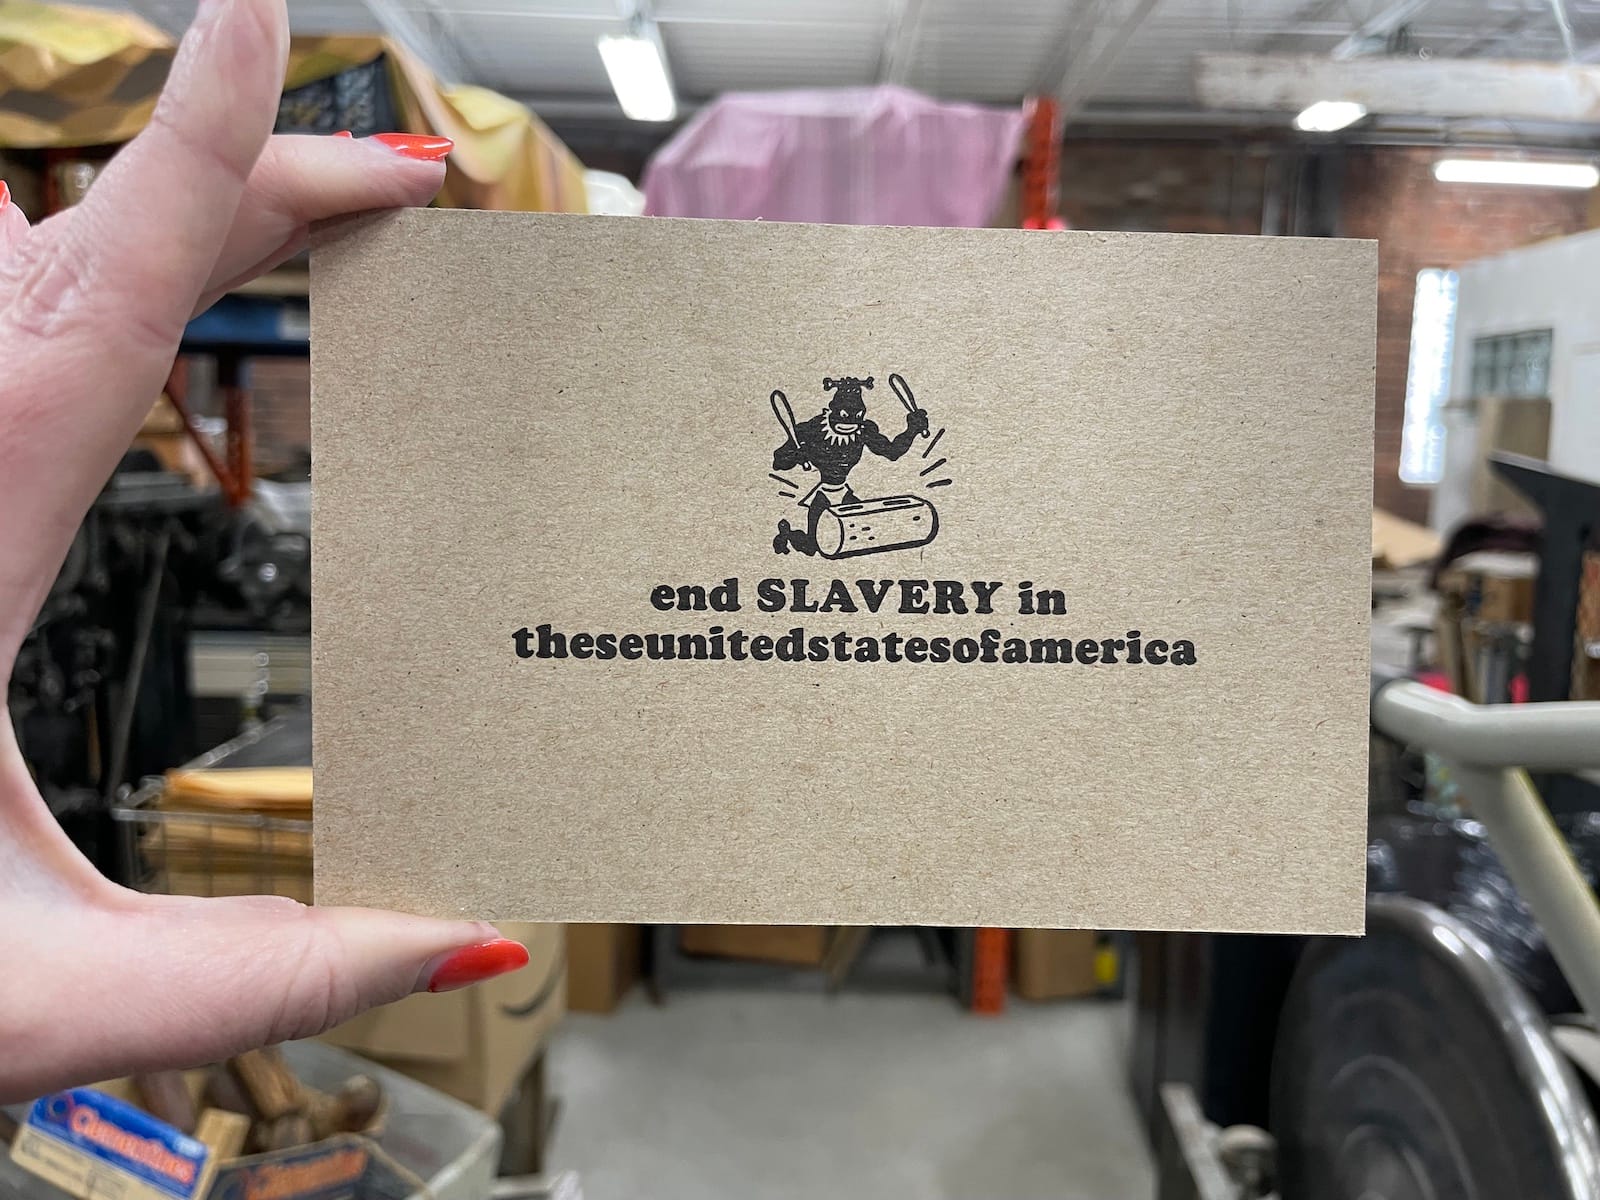 end SLAVERY in
theseunitedstatesofamerica